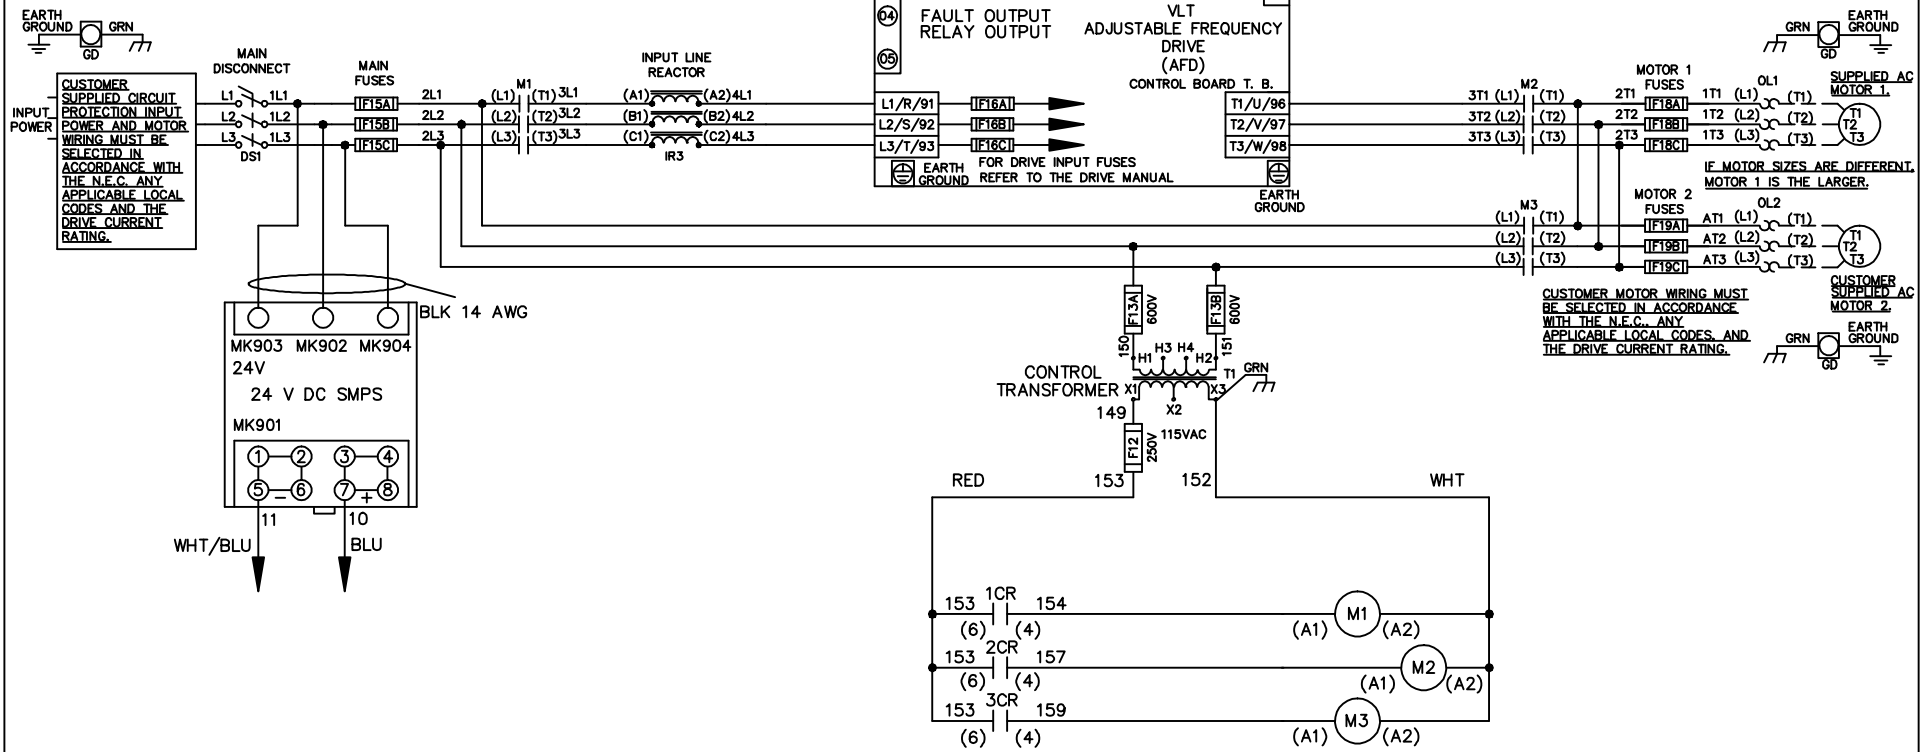 EARTH
GROUND
GRN
GD
CUSTOMER
SUPPLIED CIRCUIT
PROTECTION INPUT
POWER AND MOTOR
WIRING MUST BE
SELECTED IN
ACCORDANCE WITH
THE N.E.C. ANY
APPLICABLE LOCAL
CODES AND THE
DRIVE CURRENT
RATING.
INPUT
POWER
MAIN
DISCONNECT
L1 1L1
L2 1L2
L3 1L3
DS1
MAIN
FUSES
F15A 2L1
F15B 2L2
F15C 2L3
M1
(L1) (T1) 3L1
(L2) (T2) 3L2
(L3) (T3) 3L3
INPUT LINE
REACTOR
(A1) (A2) 4L1
(B1) (B2) 4L2
(C1) (C2) 4L3
IR3
04 FAULT OUTPUT
RELAY OUTPUT
05
VLT
ADJUSTABLE FREQUENCY
DRIVE
(AFD)
CONTROL BOARD T. B.
L1/R/91 F16A T1/U/96
L2/S/92 F16B T2/V/97
L3/T/93 F16C T3/W/98
EARTH
GROUND
FOR DRIVE INPUT FUSES
REFER TO THE DRIVE MANUAL
EARTH
GROUND
M2
3T1 (L1) (T1)
3T2 (L2) (T2)
3T3 (L3) (T3)
MOTOR 1
FUSES
OL1
2T1 F18A 1T1 (L1) (T1)
2T2 F18B 1T2 (L2) (T2)
2T3 F18C 1T3 (L3) (T3)
GRN
GD
EARTH
GROUND
SUPPLIED AC
MOTOR 1.
T1
T2
T3
IF MOTOR SIZES ARE DIFFERENT,
MOTOR 1 IS THE LARGER.
M3
(L1) (T1)
(L2) (T2)
(L3) (T3)
MOTOR 2
FUSES
OL2
F19A AT1 (L1) (T1)
F19B AT2 (L2) (T2)
F19C AT3 (L3) (T3)
T1
T2
T3
CUSTOMER
SUPPLIED AC
MOTOR 2.
CUSTOMER MOTOR WIRING MUST
BE SELECTED IN ACCORDANCE
WITH THE N.E.C., ANY
APPLICABLE LOCAL CODES, AND
THE DRIVE CURRENT RATING.
GRN
GD
EARTH
GROUND
BLK 14 AWG
MK903 MK902 MK904
24V
24 V DC SMPS
MK901
1 2 3 4
5 - 6 7 + 8
11 10
WHT/BLU BLU
F13A 600V
F13B 600V
150 151
H1 H3 H4 H2
CONTROL
TRANSFORMER
T1 GRN
X1 X2 X3
149
F12 250V
115VAC
153 152
RED WHT
1CR
153 154
(6) (4)
M1
(A1) (A2)
2CR
153 157
(6) (4)
M2
(A1) (A2)
3CR
153 159
(6) (4)
M3
(A1) (A2)